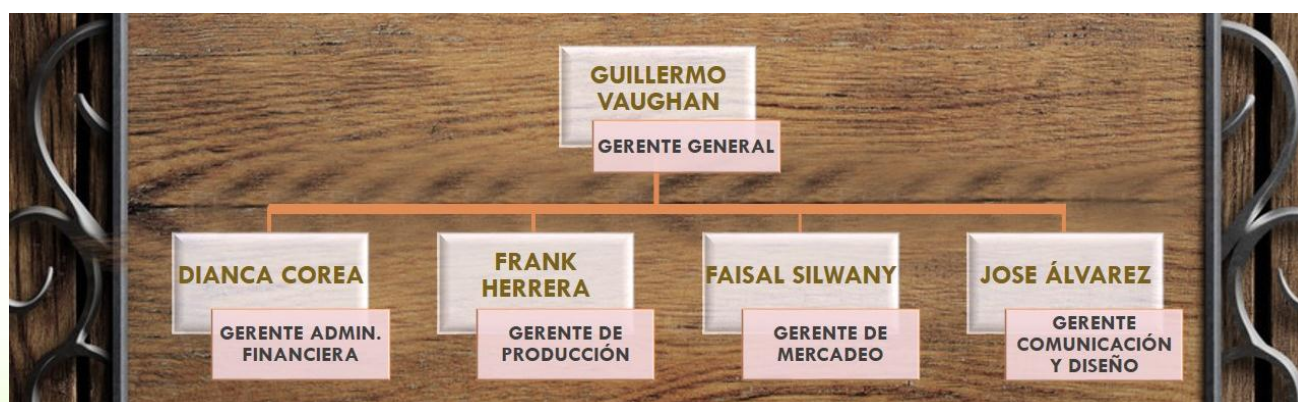 GUILLERMO
VAUGHAN
GERENTE GENERAL
DIANCA COREA
GERENTE ADMIN.
FINANCIERA
FRANK
HERRERA
GERENTE DE
PRODUCCIÓN
FAISAL SILWANY
GERENTE DE
MERCADEO
JOSE ÁLVAREZ
GERENTE
COMUNICACIÓN
Y DISEÑO